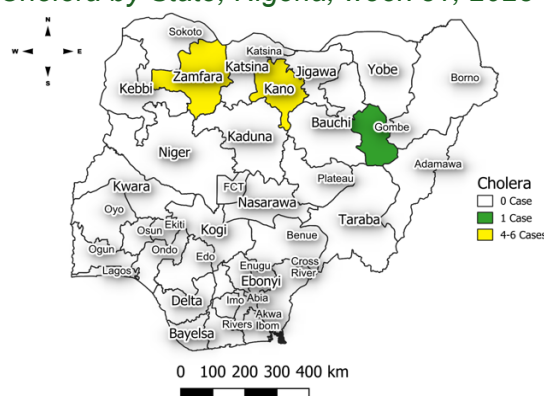 Cholera by State, Nigeria, week
N
W
E
S
Sokoto
Katsina
Zamfara
Katsina
Jigawa
Yobe
Borno
Kebbi
Kano
Bauchi
Gombe
Kaduna
Niger
Adamawa
Plateau
Kwara
FCT
Nasarawa
Taraba
Oyo
Ekiti
Osun
Kogi
Benue
Ogun
Ondo
Edo
Enugu
Cross
River
Lagos
Ebonyi
Delta
Imo
Abia
Akwa
Ibom
Rivers
Bayelsa
Cholera
0 Case
1 Case
4-6 Cases
0 100 200 300 400 km